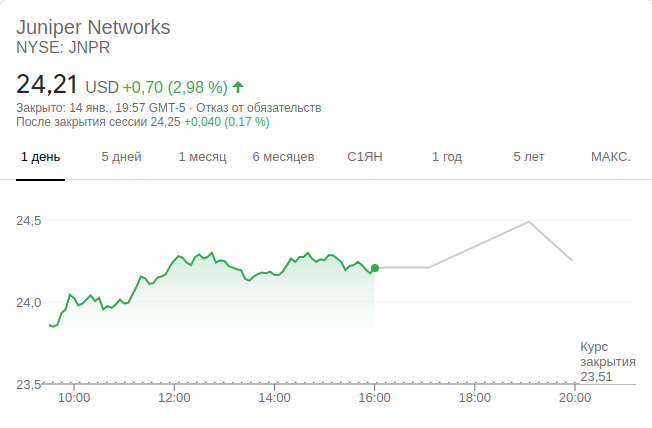 Juniper Networks
NYSE: JNPR
24,21 USD +0,70 (2,98 %)
Закрыто: 14 янв., 19:57 GMT-5 · Отказ от обязательств
После закрытия сессии 24,25 +0,040 (0,17 %)
1 день 5 дней 1 месяц 6 месяцев С1ЯН 1 год 5 лет МАКС.
24,5
24,0
Курс
закрытия
23,51
23,5
10:00 12:00 14:00 16:00 18:00 20:00